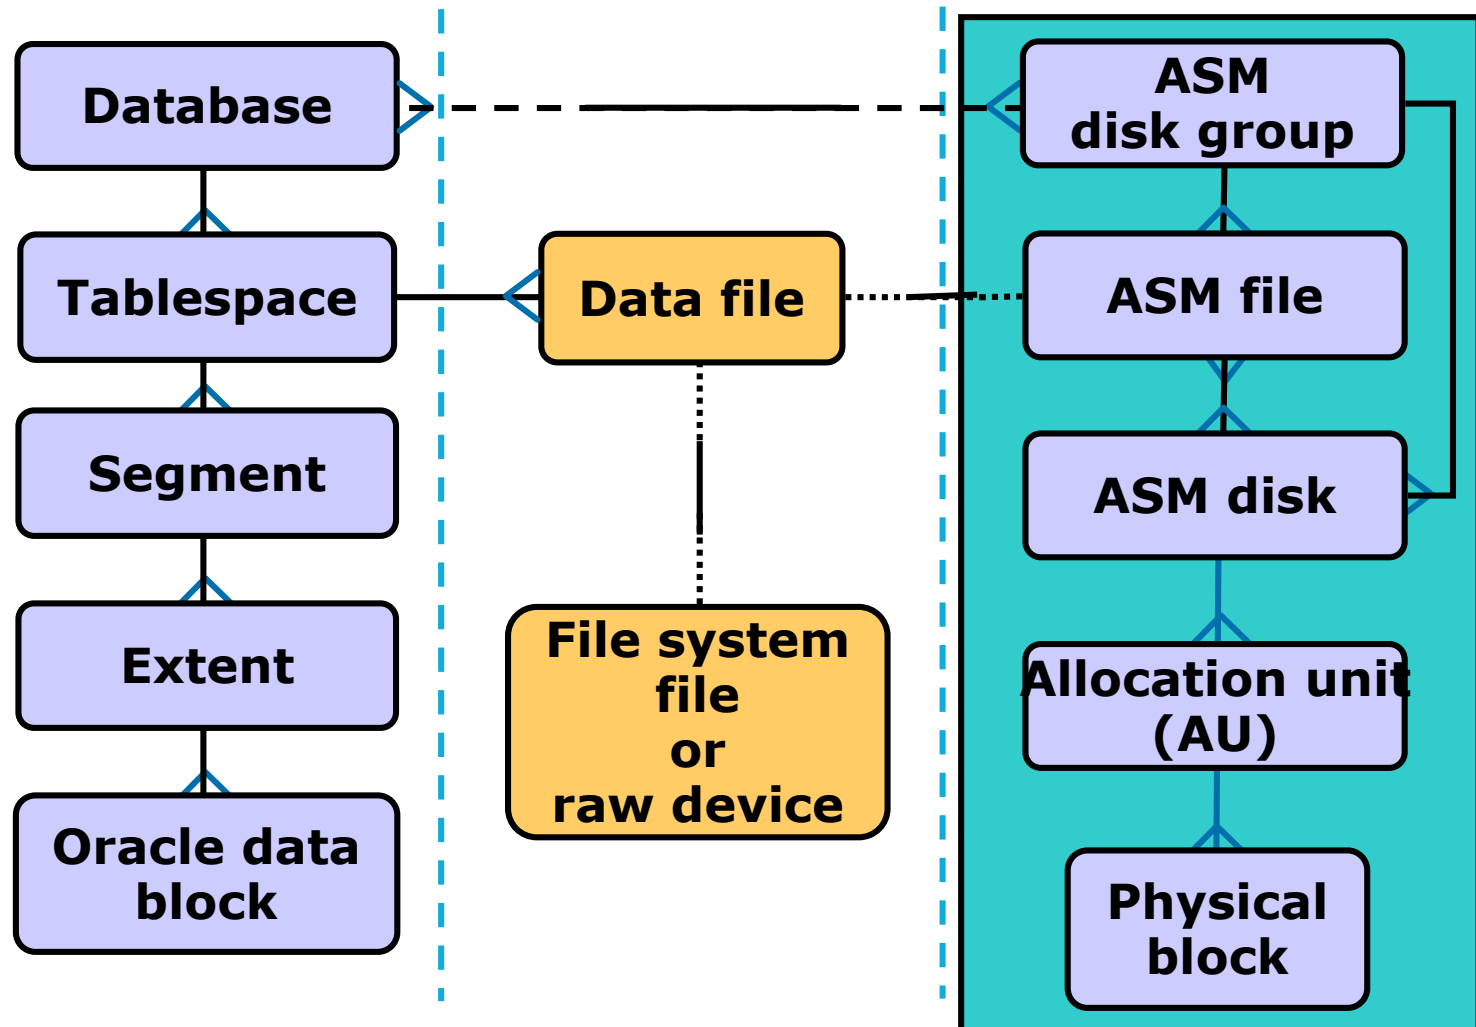 Database
Tablespace
Segment
Extent
Oracle data
block
Data file
File system
file
or
raw device
ASM
disk group
ASM file
ASM disk
Allocation unit
(AU)
Physical
block